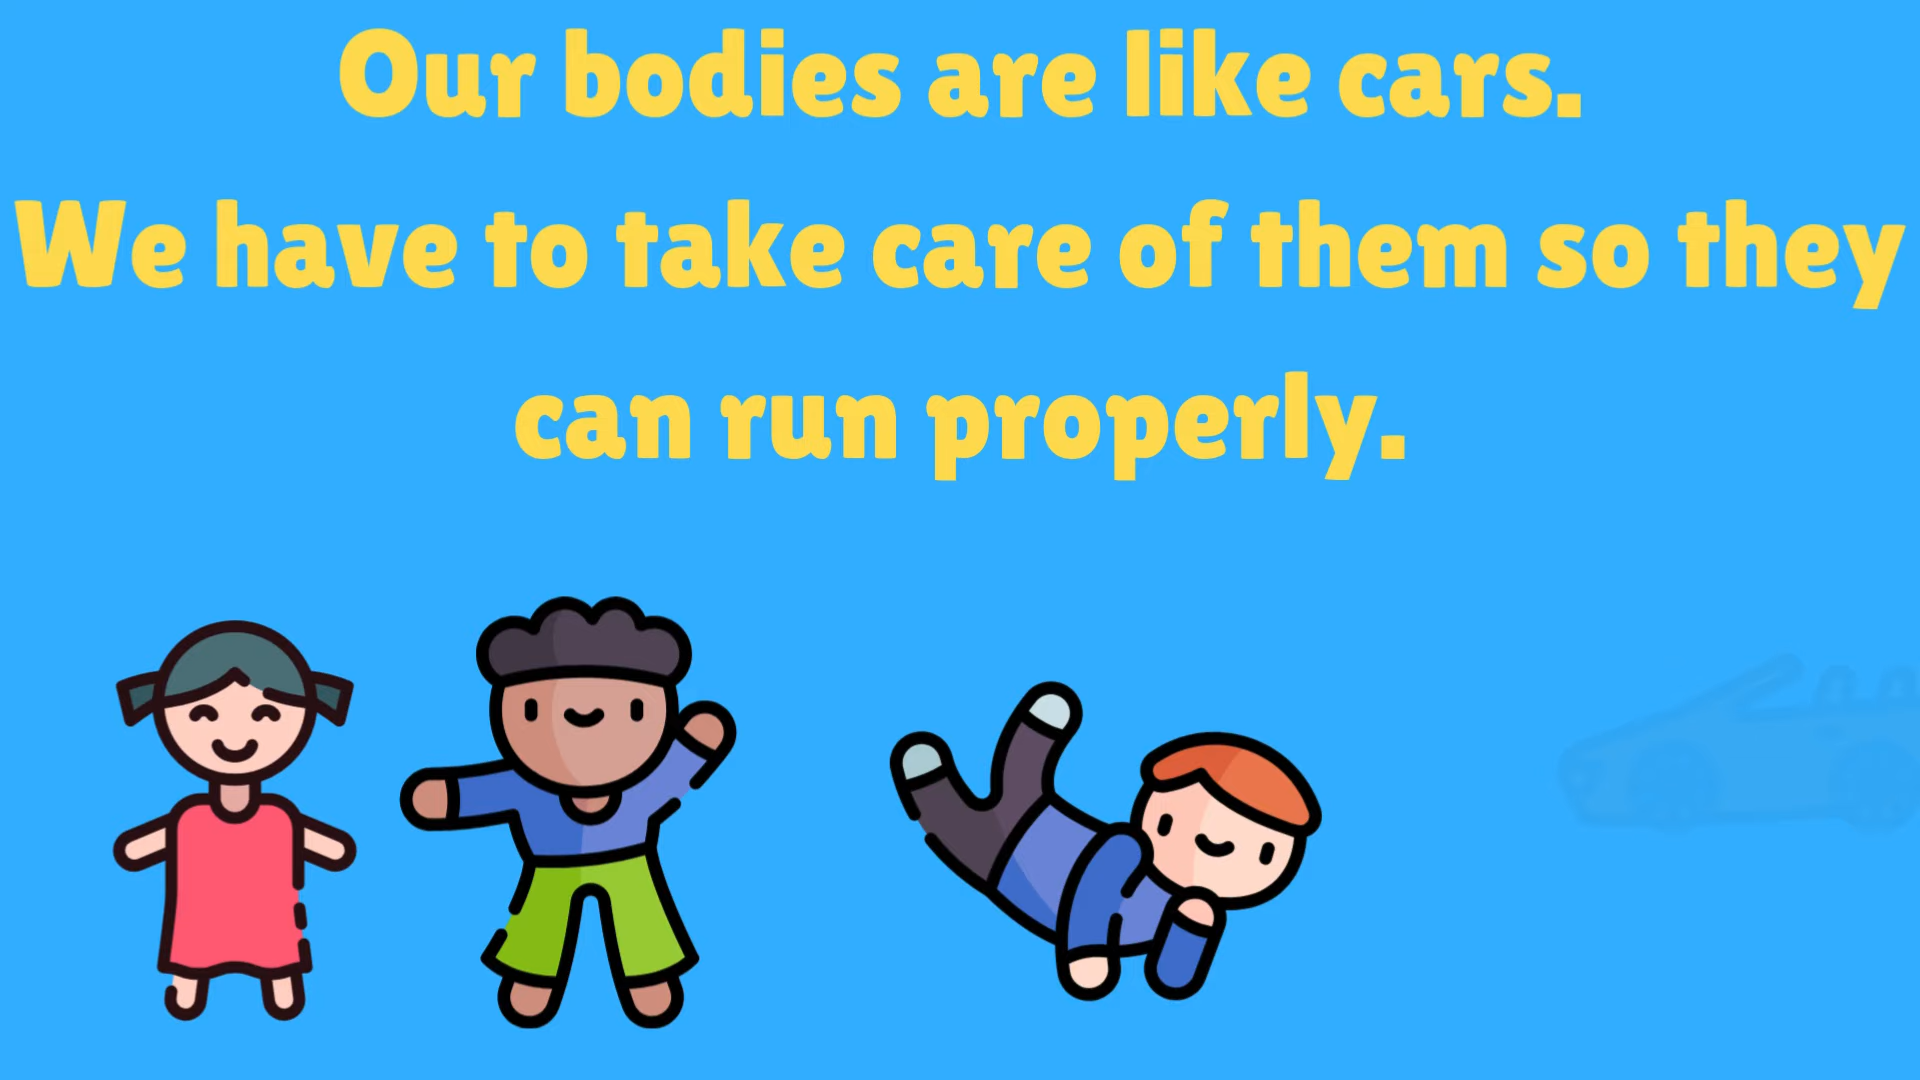 Our bodies are like cars.
We have to take care of them so they
can run properly.